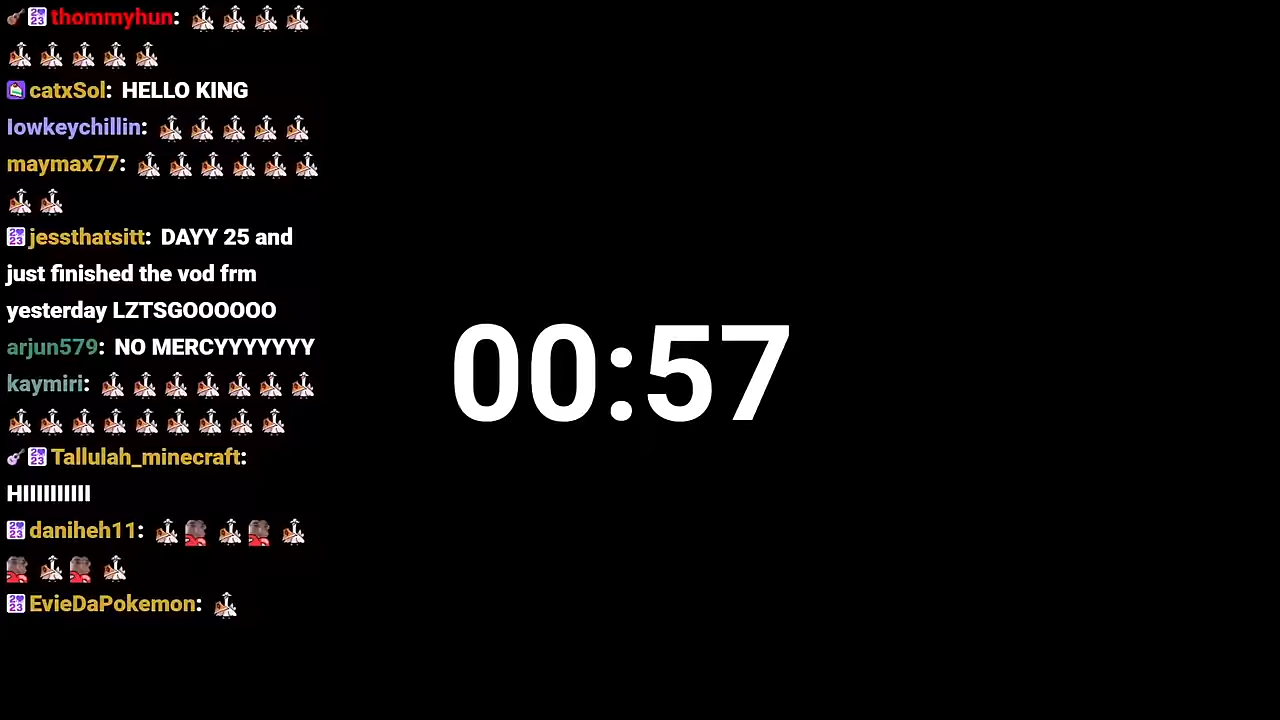 thommyhun:
catxSol: HELLO KING
lowkeychillin:
maymax77:
jessthatsitt: DAYY 25 and
just finished the vod frm
yesterday LZTSGOOOOOO
arjun579: NO MERCYYYYYYY
kaymiri:
Tallulah_minecraft:
HIIIIIIIIII
daniheh11:
EvieDaPokemon:
00:57